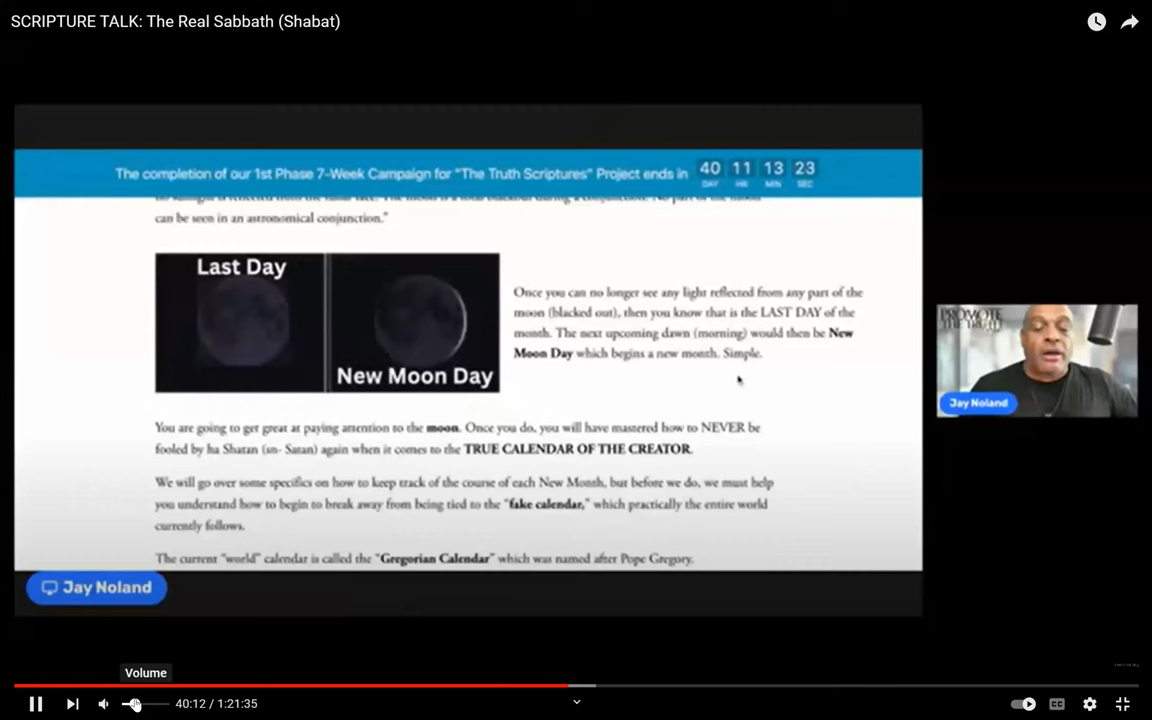 SCRIPTURE TALK: The Real Sabbath (Shabat)
The completion of our 1st Phase 7-Week Campaign for "The Truth Scriptures" Project ends in 40 11 13 23
DAY HR MIN SEC
can be seen in an astronomical conjunction."
Last Day
New Moon Day
Once you can no longer see any light reflected from any part of the
moon (blacked out), then you know that is the LAST DAY of the
month. The next upcoming dawn (morning) would then be New
Moon Day which begins a new month. Simple.
You are going to get great at paying attention to the moon. Once you do, you will have mastered how to NEVER be
fooled by ha Shatan (un- Satan) again when it comes to the TRUE CALENDAR OF THE CREATOR.
We will go over some specifics on how to keep track of the course of each New Month, but before we do, we must help
you understand how to begin to break away from being tied to the "fake calendar," which practically the entire world
currently follows.
The current "world" calendar is called the "Gregorian Calendar" which was named after Pope Gregory.
Jay Noland
PROMOTE
THE TRUTH
Jay Noland
Volume
40:12 / 1:21:35
CC